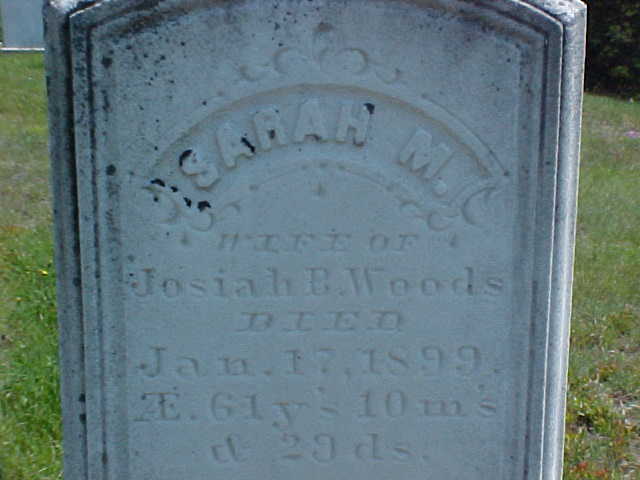 SARAH M.
WIFE OF
Josiah B. Woods
DIED
Jan. 17, 1899.
Æ. 61 y's 10 m's
& 29 ds.